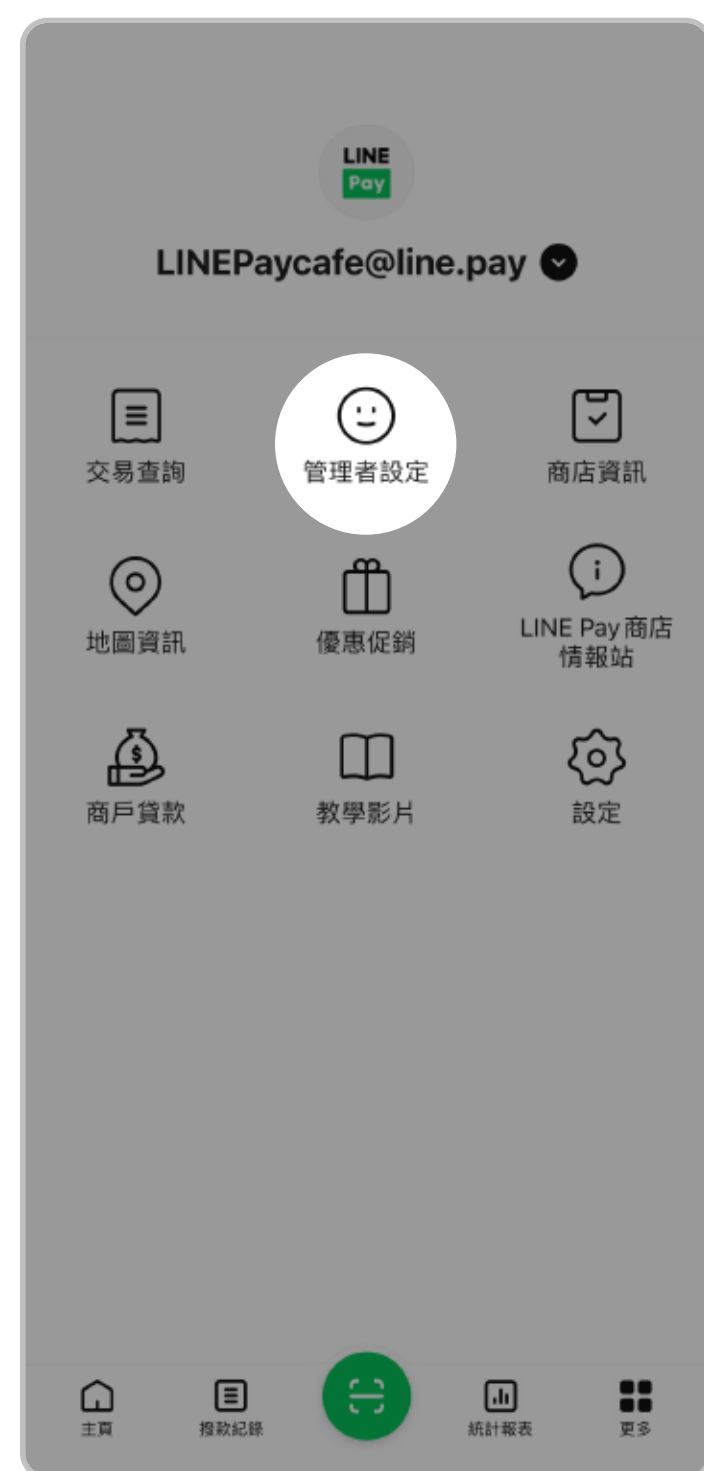 LINE
Pay
LINEPaycafe@line.pay
交易查詢
管理者設定
商店資訊
地圖資訊
優惠促銷
LINE Pay 商店
情報站
商戶貸款
教學影片
設定
主頁
撥款紀錄
統計報表
更多